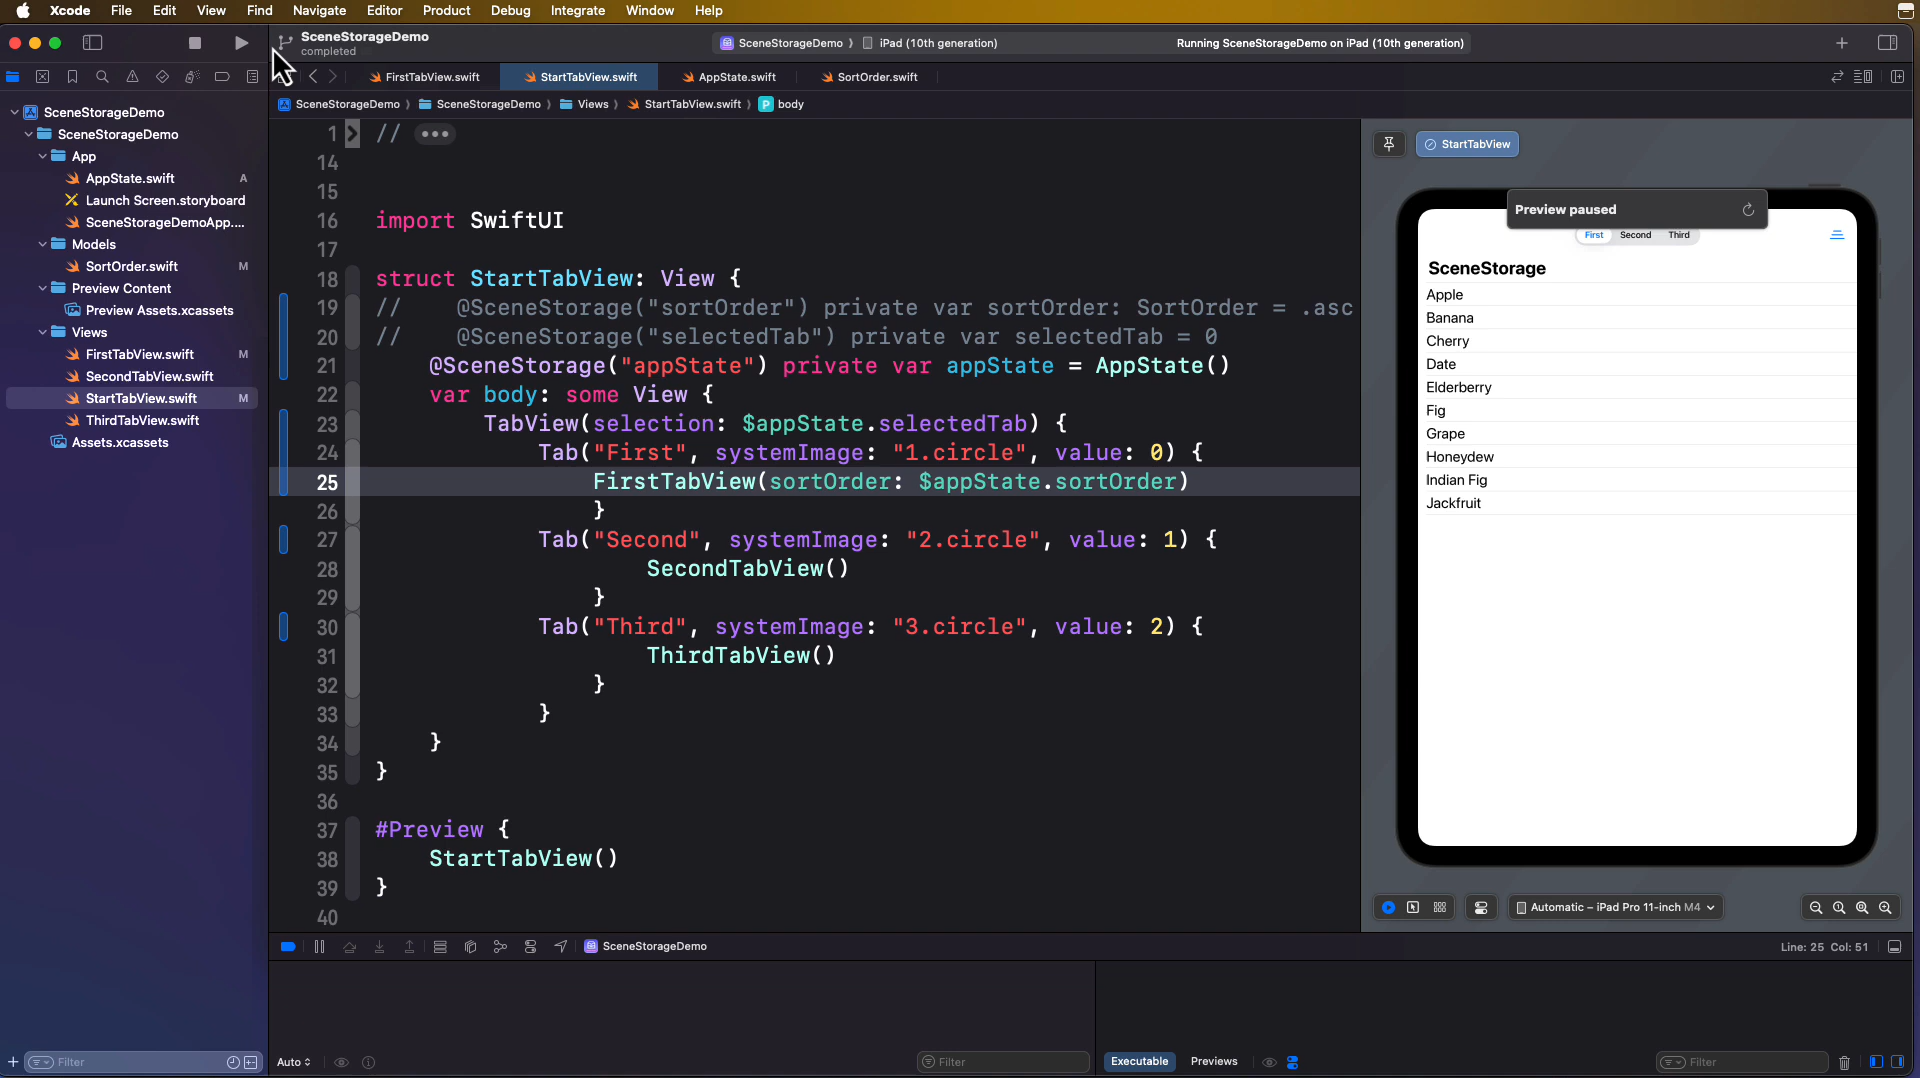 Xcode File Edit View Find Navigate Editor Product Debug Integrate Window Help
SceneStorageDemo
completed
SceneStorageDemo iPad (10th generation)
Running SceneStorageDemo on iPad (10th generation)
FirstTabView.swift StartTabView.swift AppState.swift SortOrder.swift
SceneStorageDemo SceneStorageDemo Views StartTabView.swift P body
SceneStorageDemo
SceneStorageDemo
App
AppState.swift A
Launch Screen.storyboard
SceneStorageDemoApp....
Models
SortOrder.swift M
Preview Content
Preview Assets.xcassets
Views
FirstTabView.swift M
SecondTabView.swift
StartTabView.swift M
ThirdTabView.swift
Assets.xcassets
Filter
1 // •••
14
15
16 import SwiftUI
17
18 struct StartTabView: View {
19 // @SceneStorage("sortOrder") private var sortOrder: SortOrder = .asc
20 // @SceneStorage("selectedTab") private var selectedTab = 0
21 @SceneStorage("appState") private var appState = AppState()
22 var body: some View {
23 TabView(selection: $appState.selectedTab) {
24 Tab("First", systemImage: "1.circle", value: 0) {
25 FirstTabView(sortOrder: $appState.sortOrder)
26 }
27 Tab("Second", systemImage: "2.circle", value: 1) {
28 SecondTabView()
29 }
30 Tab("Third", systemImage: "3.circle", value: 2) {
31 ThirdTabView()
32 }
33 }
34 }
35 }
36
37 #Preview {
38 StartTabView()
39 }
40
StartTabView
Preview paused
First Second Third
SceneStorage
Apple
Banana
Cherry
Date
Elderberry
Fig
Grape
Honeydew
Indian Fig
Jackfruit
Automatic – iPad Pro 11-inch M4
SceneStorageDemo
Line: 25 Col: 51
Auto
Filter
Executable Previews
Filter